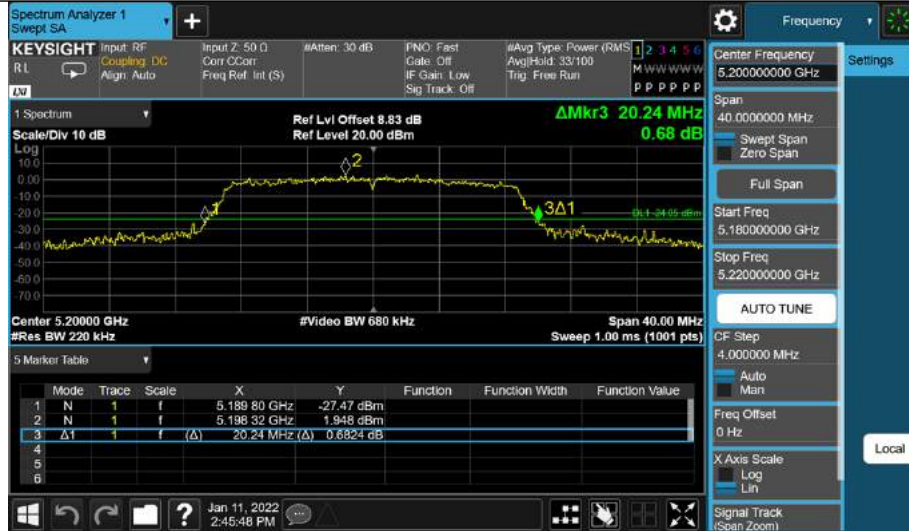 Spectrum Analyzer 1
Swept SA
Frequency
KEYSIGHT
RL
LXI
Input: RF
Coupling: DC
Align: Auto
Input Z: 50 Ω
Corr CCorr
Freq Ref: Int (S)
#Atten: 30 dB
PNO: Fast
Gate: Off
IF Gain: Low
Sig Track: Off
#Avg Type: Power (RMS
Avg|Hold: 33/100
Trig: Free Run
1 2 3 4 5 6
M W W W W W
P P P P P P
1 Spectrum
Scale/Div 10 dB
Log
Ref Lvl Offset 8.83 dB
Ref Level 20.00 dBm
ΔMkr3 20.24 MHz
0.68 dB
10.0
0.00
-10.0
-20.0
-30.0
-40.0
-50.0
-60.0
-70.0
1
2
3Δ1
DL1 -24.05 dBm
Center 5.20000 GHz
#Res BW 220 kHz
#Video BW 680 kHz
Span 40.00 MHz
Sweep 1.00 ms (1001 pts)
5 Marker Table
Mode Trace Scale X Y Function Function Width Function Value
1 N 1 f 5.189 80 GHz -27.47 dBm
2 N 1 f 5.198 32 GHz 1.948 dBm
3 Δ1 1 f (Δ) 20.24 MHz (Δ) 0.6824 dB
4
5
6
?
Jan 11, 2022
2:45:48 PM
Center Frequency
5.200000000 GHz
Settings
Span
40.0000000 MHz
Swept Span
Zero Span
Full Span
Start Freq
5.180000000 GHz
Stop Freq
5.220000000 GHz
AUTO TUNE
CF Step
4.000000 MHz
Auto
Man
Freq Offset
0 Hz
Local
X Axis Scale
Log
Lin
Signal Track
(Span Zoom)